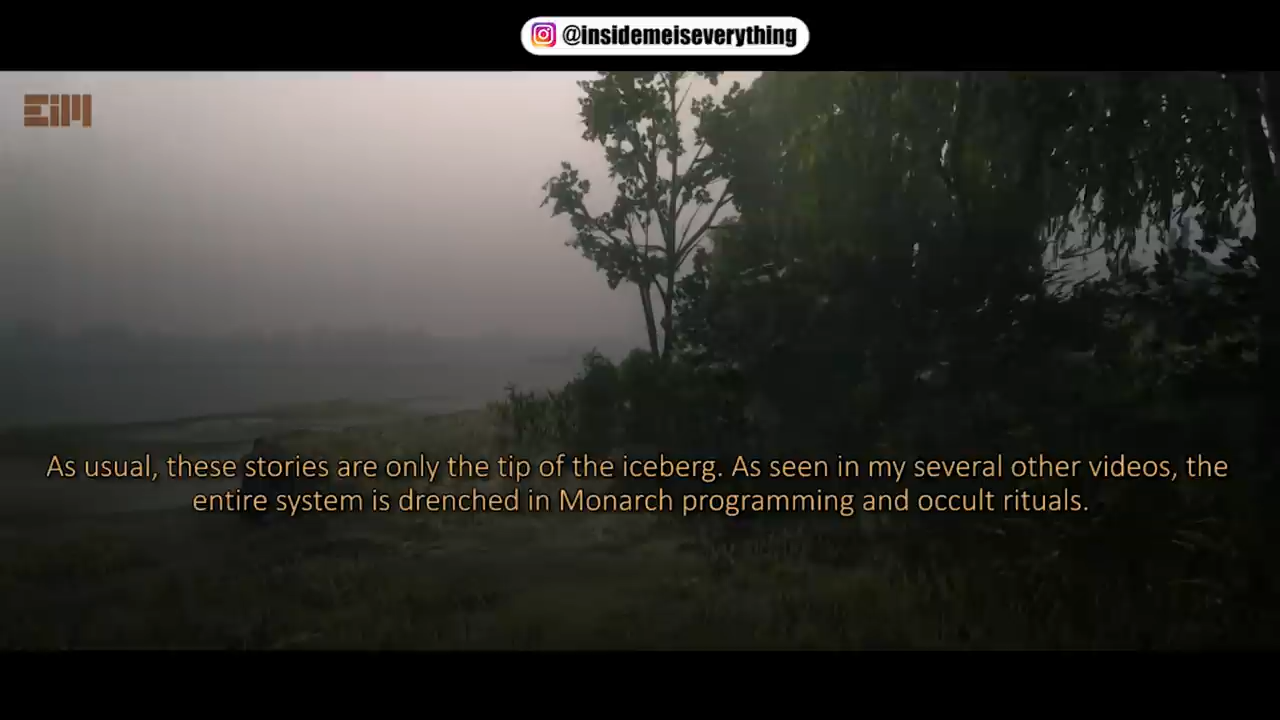 @insidemeiseverything
EiM
As usual, these stories are only the tip of the iceberg. As seen in my several other videos, the
entire system is drenched in Monarch programming and occult rituals.